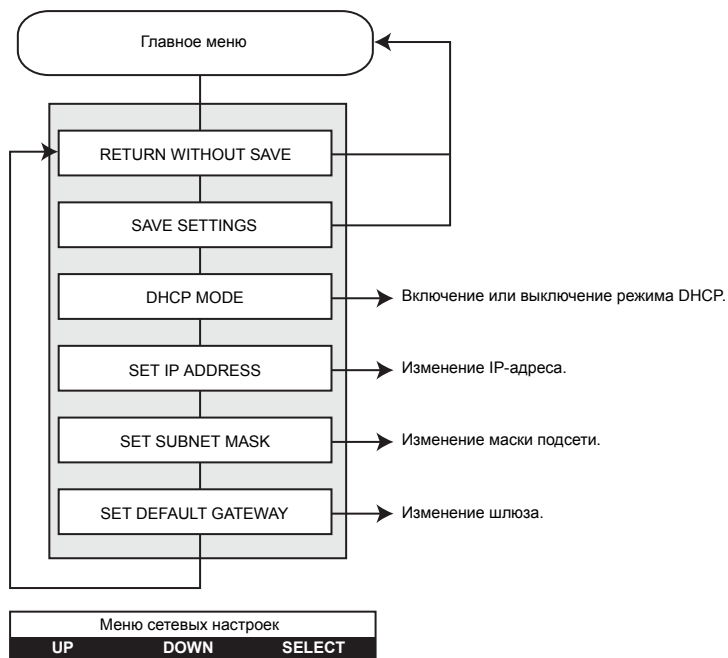 Главное меню
RETURN WITHOUT SAVE
SAVE SETTINGS
DHCP MODE
Включение или выключение режима DHCP.
SET IP ADDRESS
Изменение IP-адреса.
SET SUBNET MASK
Изменение маски подсети.
SET DEFAULT GATEWAY
Изменение шлюза.
Меню сетевых настроек
UP DOWN SELECT